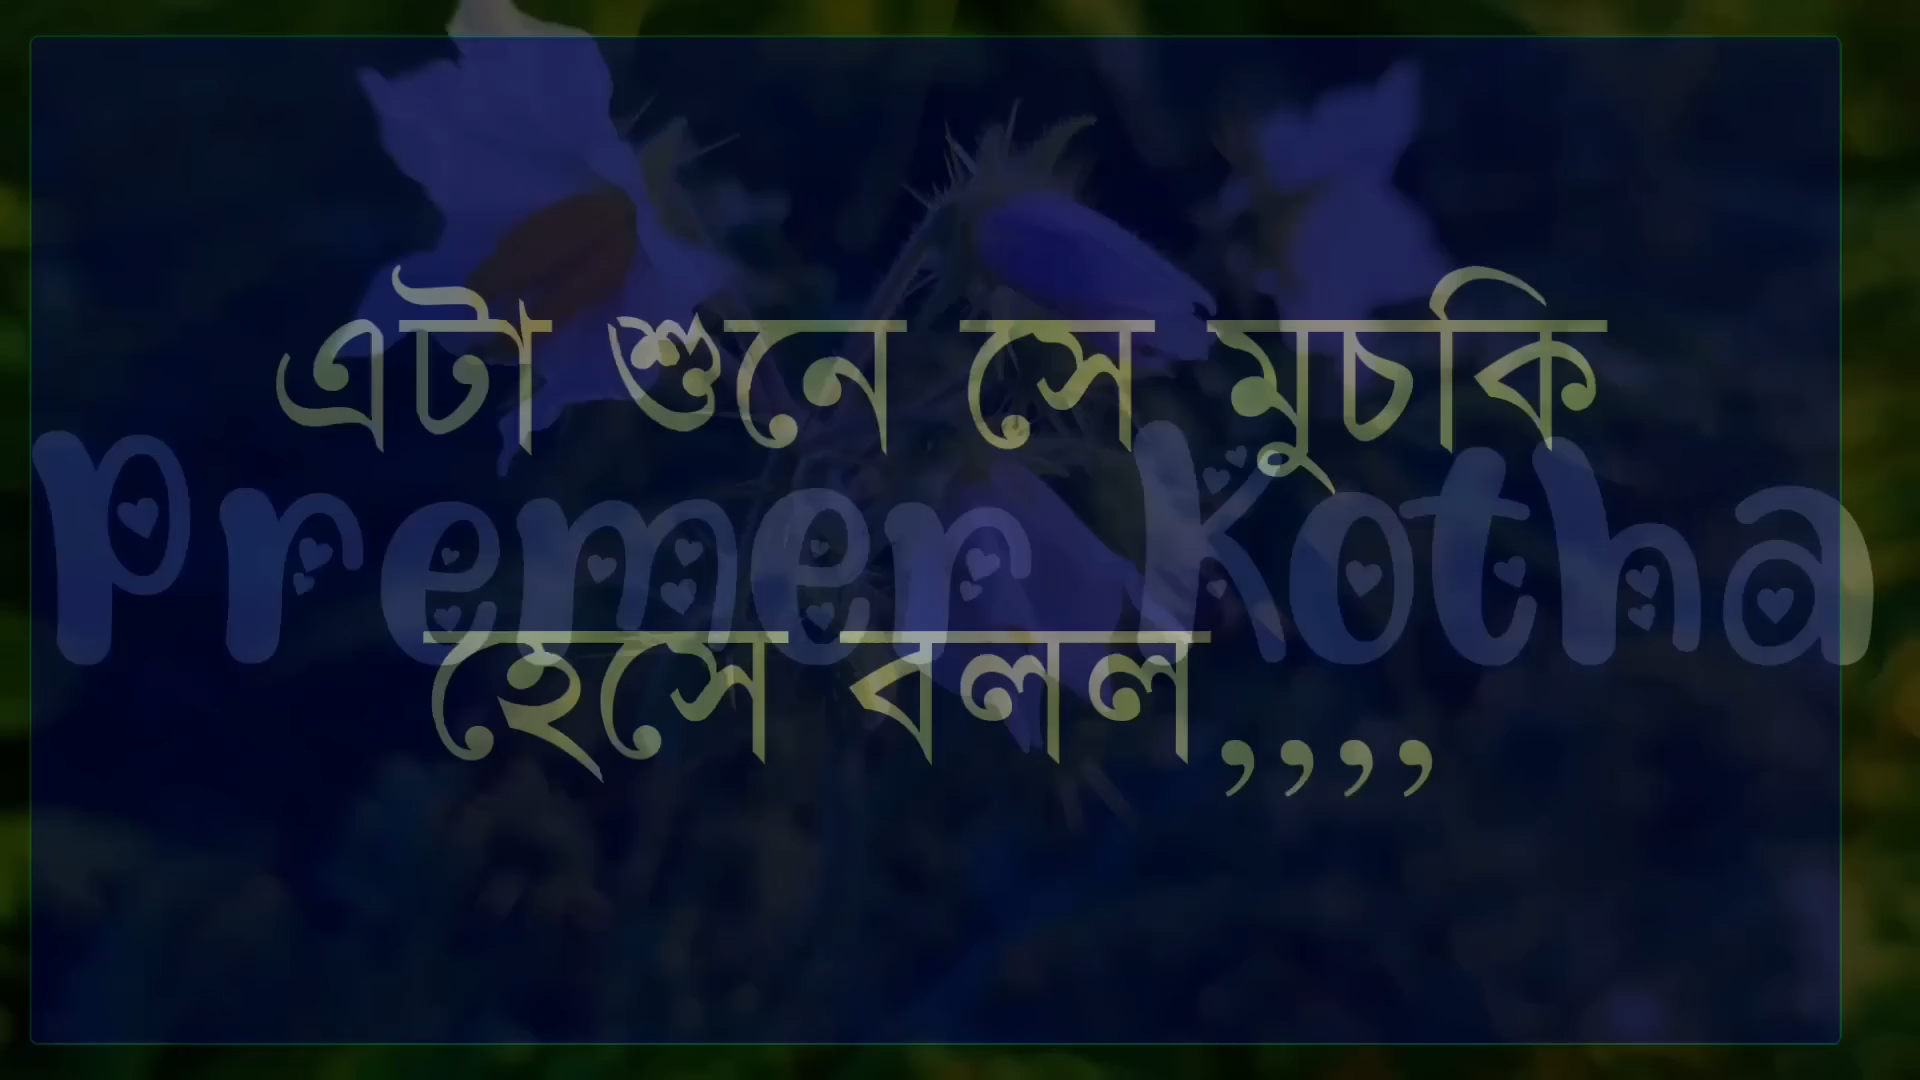 এটা শুনে সে মুচকি
Premer Kotha
হেসে বলল,,,,